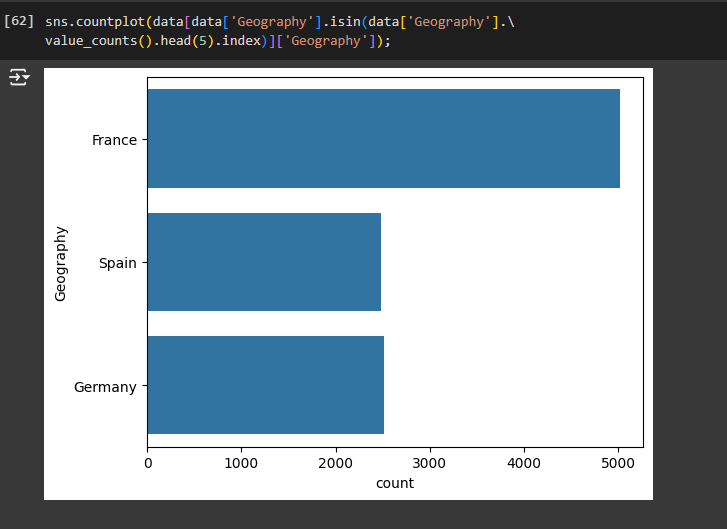 [62] sns.countplot(data[data['Geography'].isin(data['Geography'].\
value_counts().head(5).index)]['Geography']);
France
Spain
Germany
Geography
0 1000 2000 3000 4000 5000
count